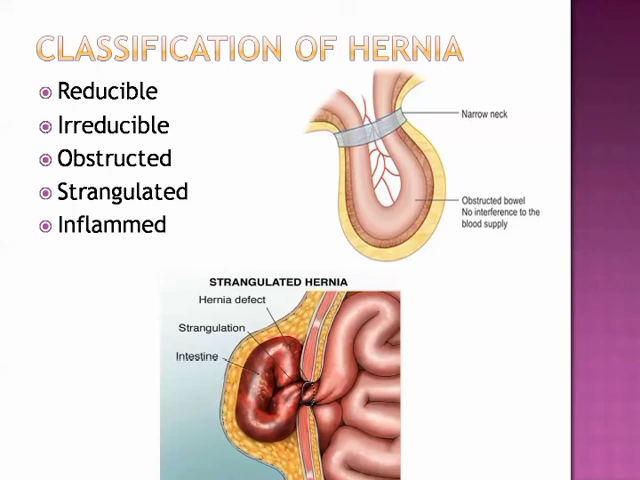 CLASSIFICATION OF HERNIA
Reducible
Irreducible
Obstructed
Strangulated
Inflammed
Narrow neck
Obstructed bowel
No interference to the
blood supply
STRANGULATED HERNIA
Hernia defect
Strangulation
Intestine